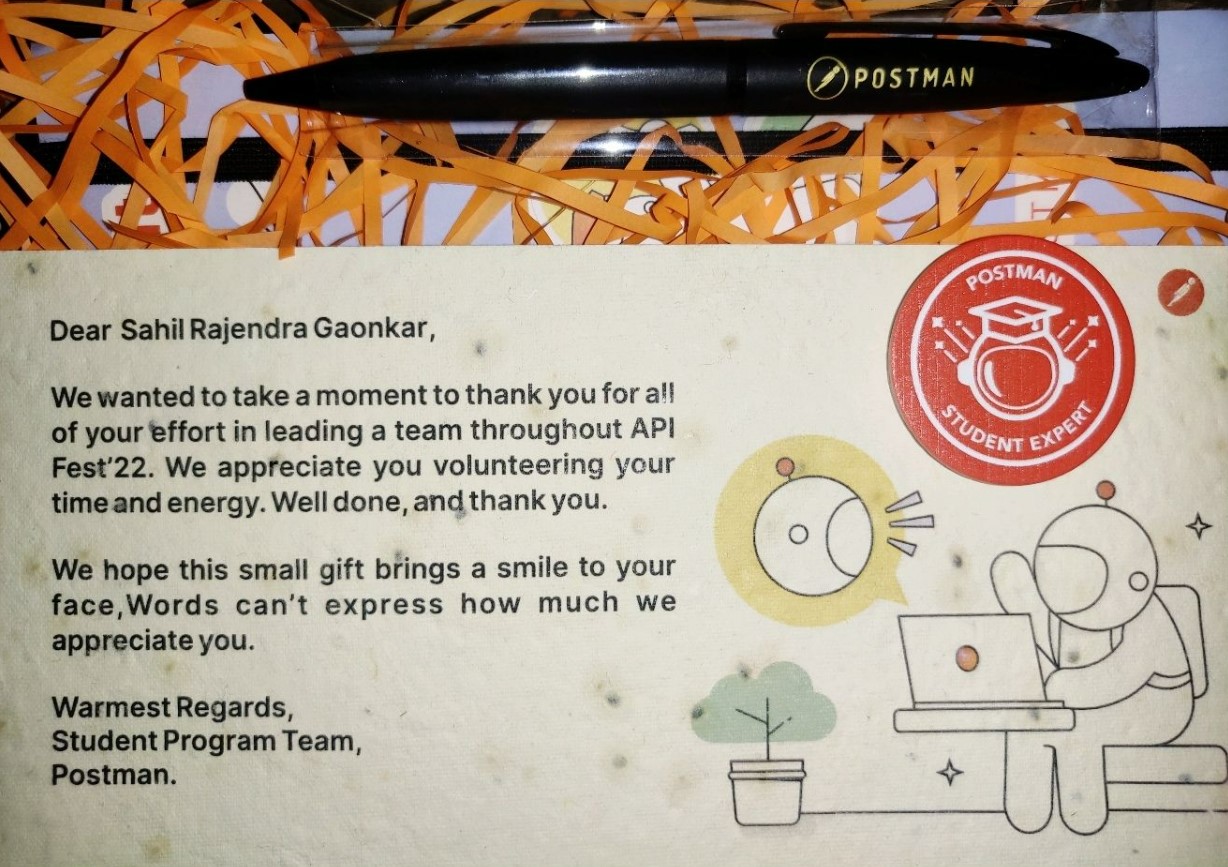 POSTMAN
POSTMAN
STUDENT EXPERT
Dear Sahil Rajendra Gaonkar,
We wanted to take a moment to thank you for all
of your effort in leading a team throughout API
Fest'22. We appreciate you volunteering your
time and energy. Well done, and thank you.
We hope this small gift brings a smile to your
face,Words can't express how much we
appreciate you.
Warmest Regards,
Student Program Team,
Postman.